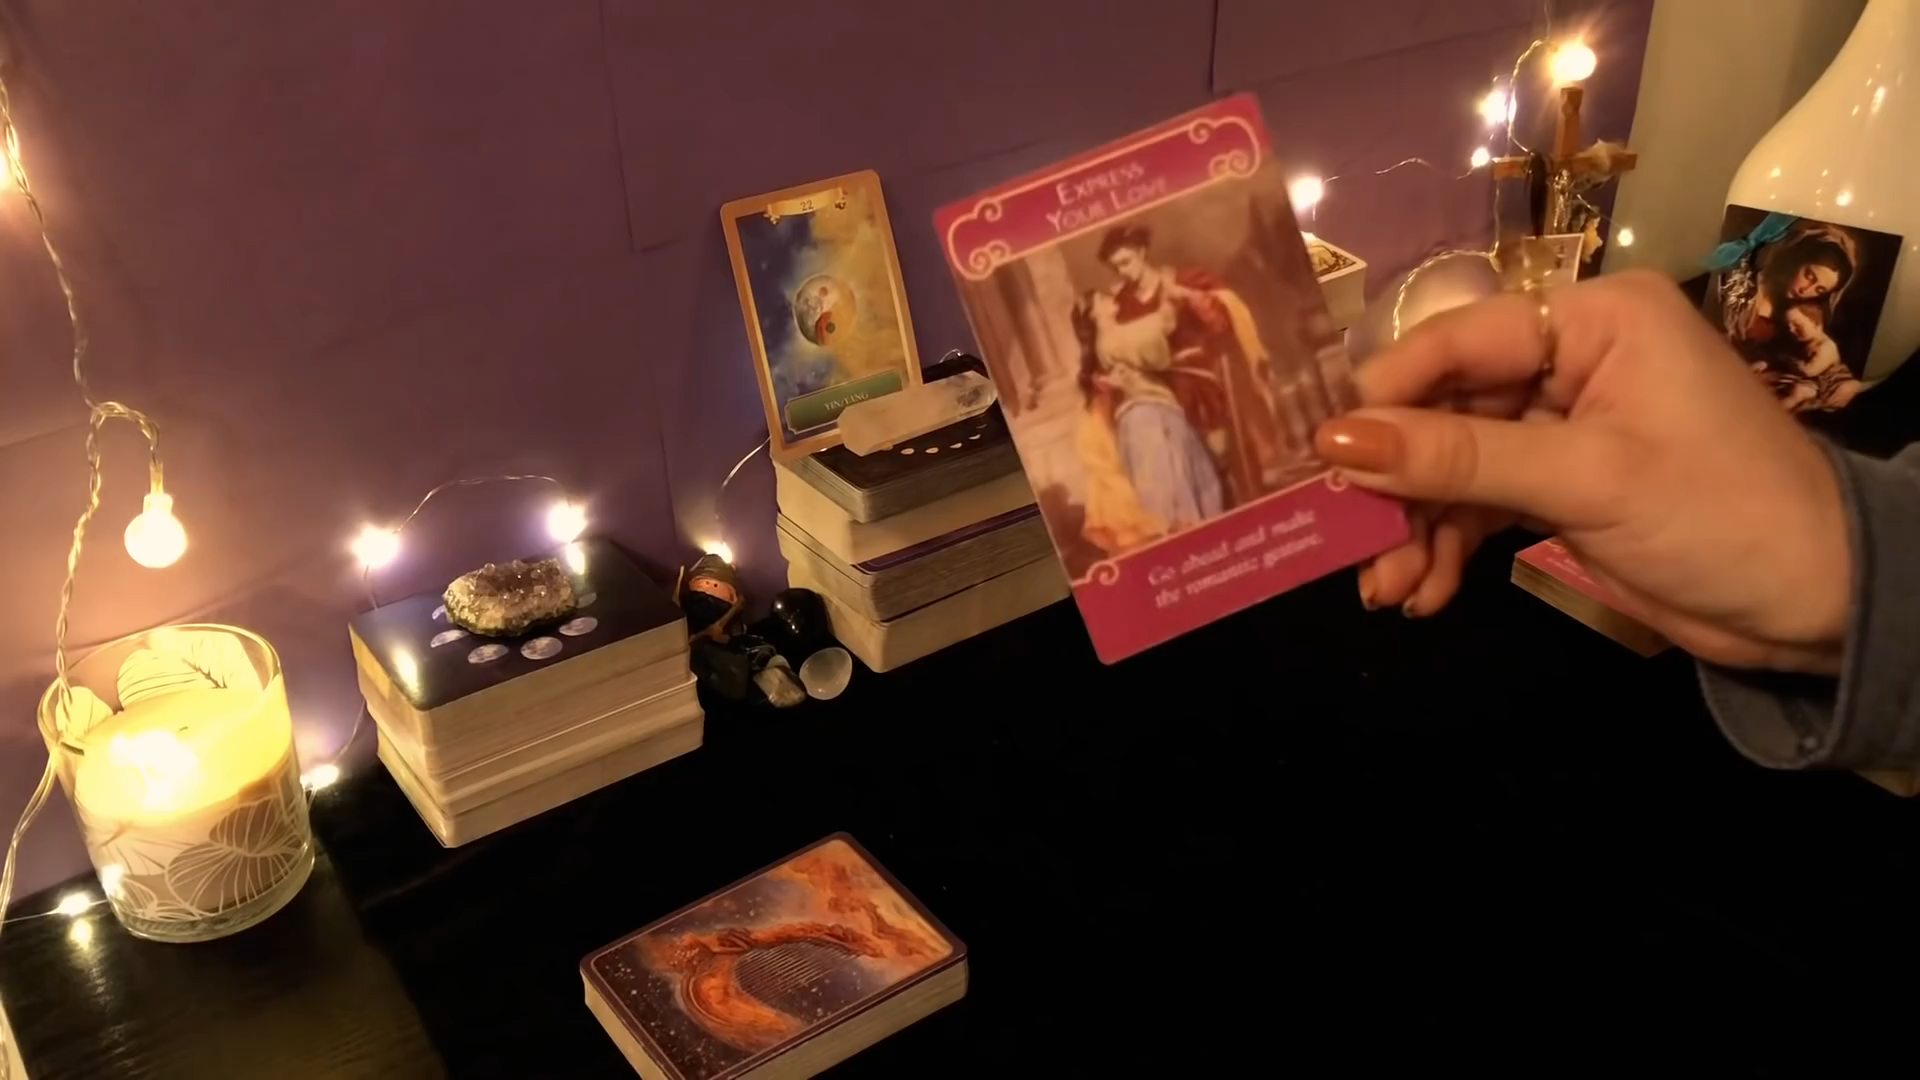 22
YIN/YANG
EXPRESS
YOUR LOVE
Go ahead and make
the romantic gesture.